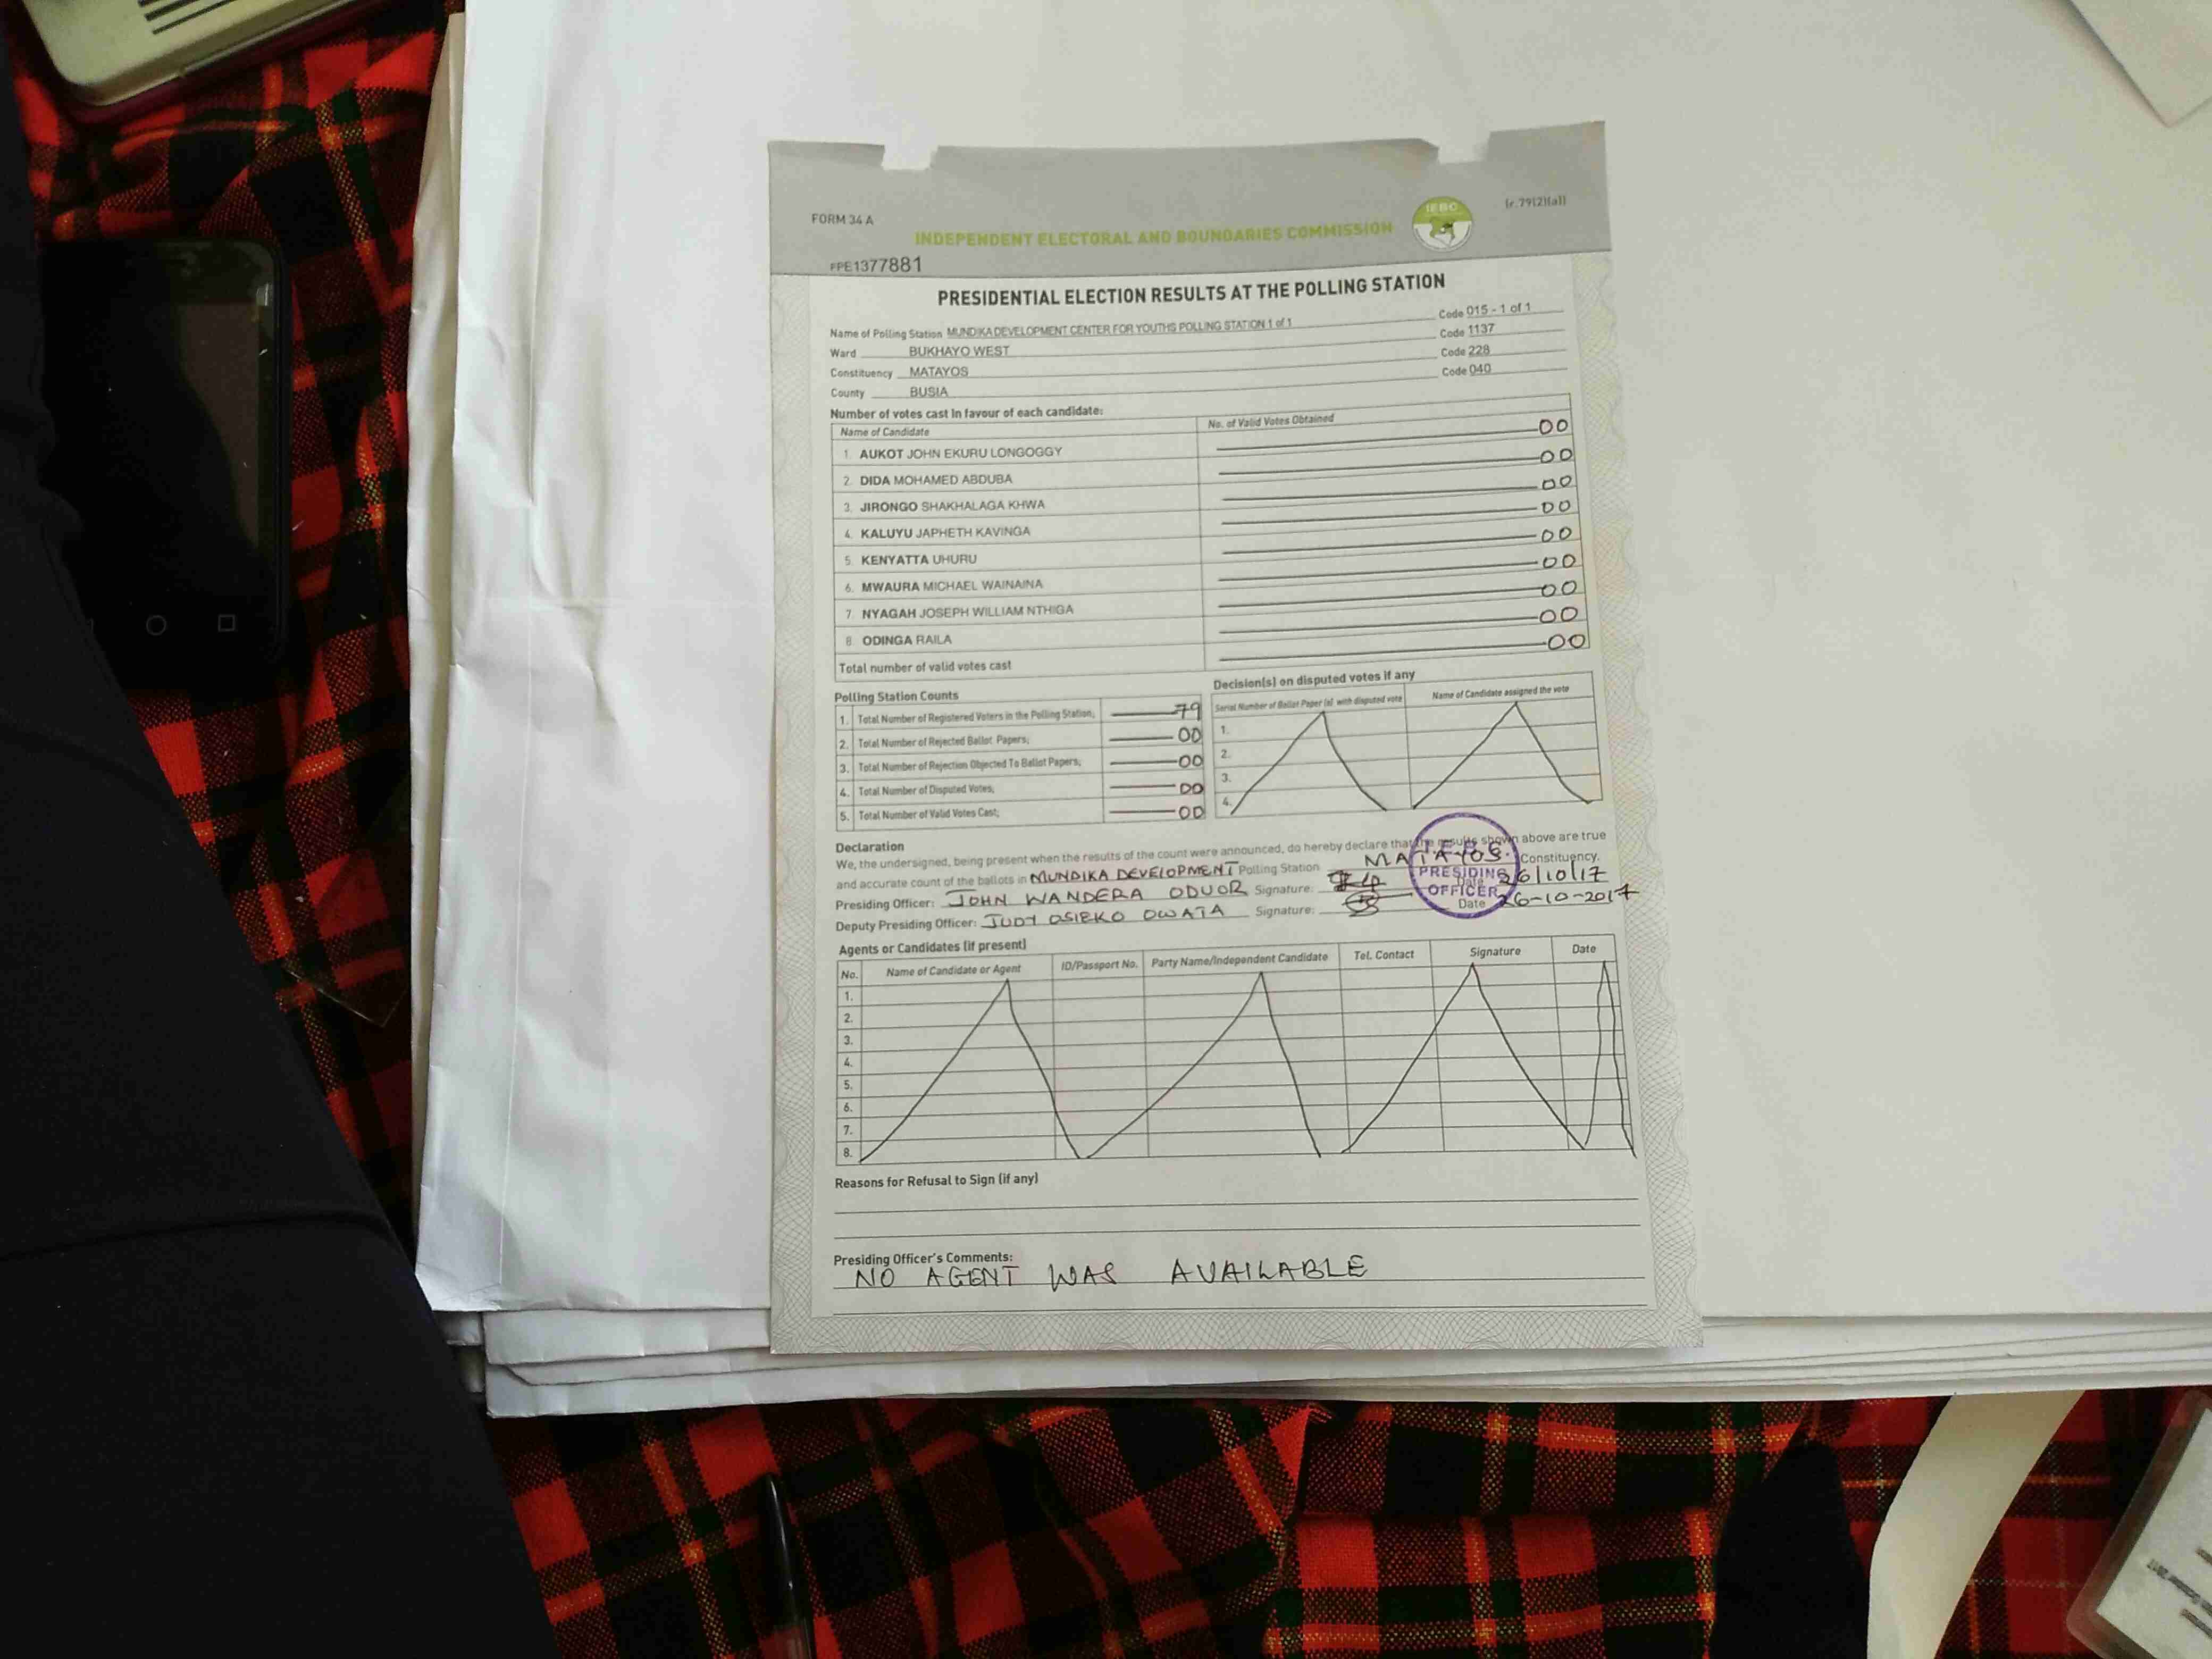 FORM 34 A
[r.79(2)(a)]
IEBC
INDEPENDENT ELECTORAL AND BOUNDARIES COMMISSION
PPE1377881
PRESIDENTIAL ELECTION RESULTS AT THE POLLING STATION
Name of Polling Station MUNDIKA DEVELOPMENT CENTER FOR YOUTHS POLLING STATION 1 of 1 Code 015 - 1 of 1
Ward BUKHAYO WEST Code 1137
Constituency MATAYOS Code 228
County BUSIA Code 040
Number of votes cast in favour of each candidate:
Name of Candidate No. of Valid Votes Obtained
1. AUKOT JOHN EKURU LONGOGGY 00
2. DIDA MOHAMED ABDUBA 00
3. JIRONGO SHAKHALAGA KHWA 00
4. KALUYU JAPHETH KAVINGA 00
5. KENYATTA UHURU 00
6. MWAURA MICHAEL WAINAINA 00
7. NYAGAH JOSEPH WILLIAM NTHIGA 00
8. ODINGA RAILA 00
Total number of valid votes cast 00
Polling Station Counts
1. Total Number of Registered Voters in the Polling Station; 79
2. Total Number of Rejected Ballot Papers; 00
3. Total Number of Rejection Objected To Ballot Papers; 00
4. Total Number of Disputed Votes; 00
5. Total Number of Valid Votes Cast; 00
Decision(s) on disputed votes if any
Serial Number of Ballot Paper (s) with disputed vote Name of Candidate assigned the vote
1.
2.
3.
4.
Declaration
We, the undersigned, being present when the results of the count were announced, do hereby declare that the results shown above are true
and accurate count of the ballots in MUNDIKA DEVELOPMENT Polling Station MATAYOS Constituency.
Presiding Officer: JOHN WANDERA ODUOR Signature: Date 26/10/17
Deputy Presiding Officer: JUDY OSIEKO OWATA Signature: Date 26-10-2017
PRESIDING
OFFICER
Agents or Candidates (if present)
No. Name of Candidate or Agent ID/Passport No. Party Name/Independent Candidate Tel. Contact Signature Date
1.
2.
3.
4.
5.
6.
7.
8.
Reasons for Refusal to Sign (if any)
Presiding Officer's Comments:
NO AGENT WAS AVAILABLE